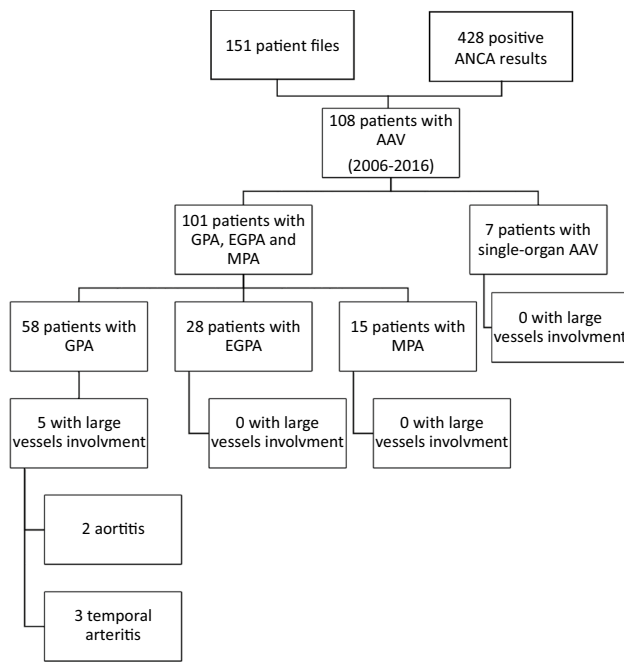 151 patient files
428 positive
ANCA results
108 patients with
AAV
(2006-2016)
101 patients with
GPA, EGPA and
MPA
7 patients with
single-organ AAV
0 with large
vessels involvment
58 patients with
GPA
28 patients with
EGPA
15 patients with
MPA
5 with large
vessels involvment
0 with large
vessels involvment
0 with large
vessels involvment
2 aortitis
3 temporal
arteritis